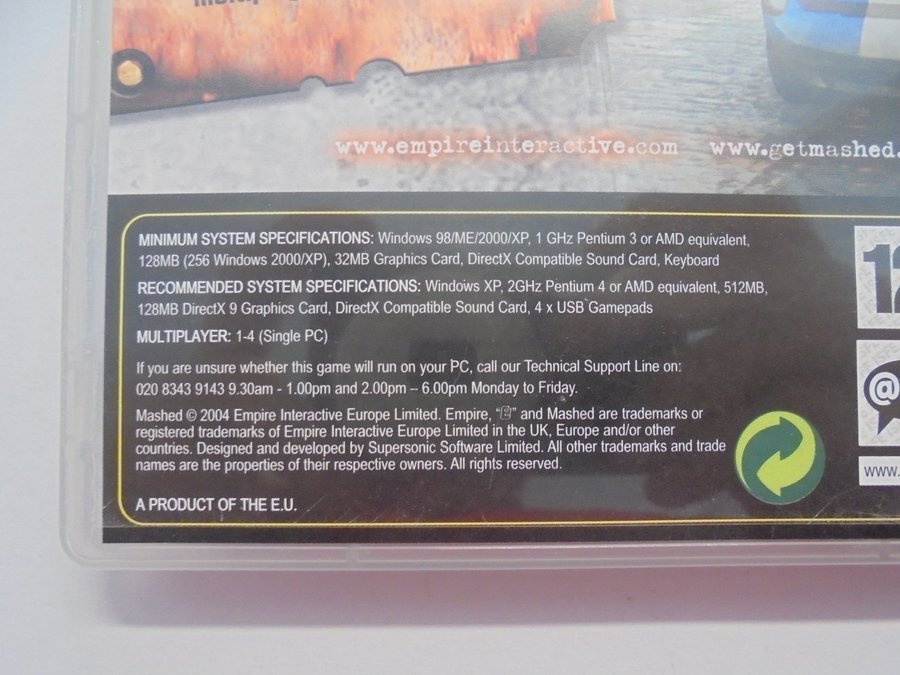 www.empireinteractive.com www.getmashed.
MINIMUM SYSTEM SPECIFICATIONS: Windows 98/ME/2000/XP, 1 GHz Pentium 3 or AMD equivalent,
128MB (256 Windows 2000/XP), 32MB Graphics Card, DirectX Compatible Sound Card, Keyboard
RECOMMENDED SYSTEM SPECIFICATIONS: Windows XP, 2GHz Pentium 4 or AMD equivalent, 512MB,
128MB DirectX 9 Graphics Card, DirectX Compatible Sound Card, 4 x USB Gamepads
MULTIPLAYER: 1-4 (Single PC)
If you are unsure whether this game will run on your PC, call our Technical Support Line on:
020 8343 9143 9.30am - 1.00pm and 2.00pm – 6.00pm Monday to Friday.
Mashed © 2004 Empire Interactive Europe Limited. Empire, “ ” and Mashed are trademarks or
registered trademarks of Empire Interactive Europe Limited in the UK, Europe and/or other
countries. Designed and developed by Supersonic Software Limited. All other trademarks and trade
names are the properties of their respective owners. All rights reserved.
A PRODUCT OF THE E.U.
12
@
www.